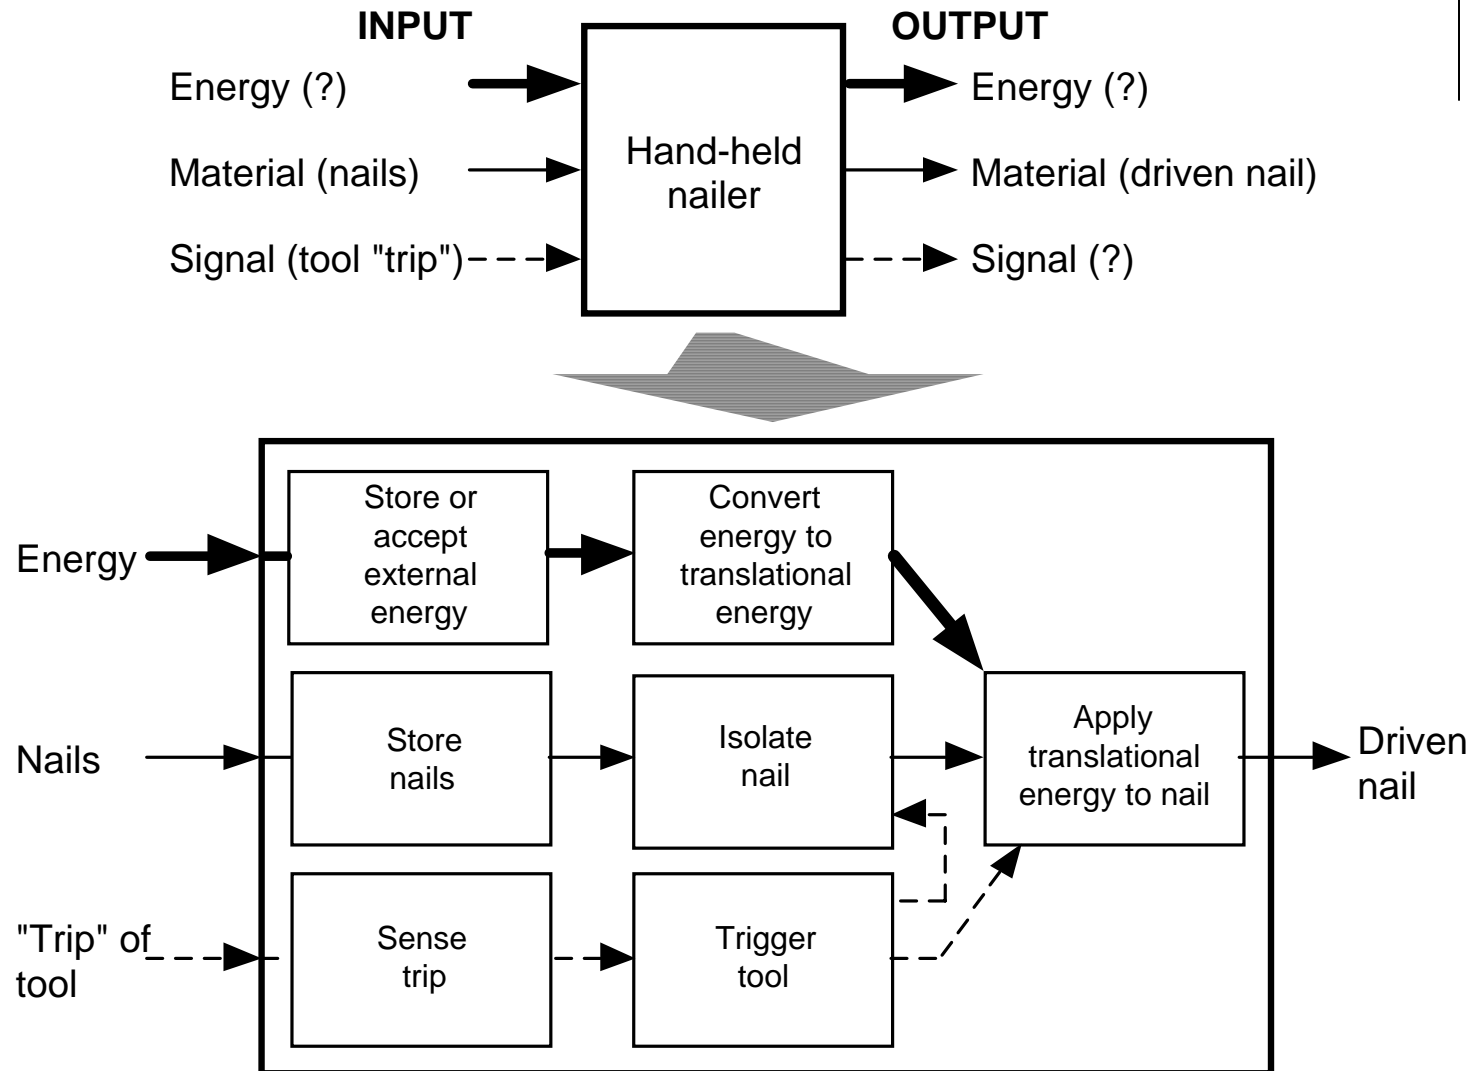 INPUT
OUTPUT
Energy (?)
Energy (?)
Hand-held
nailer
Material (nails)
Material (driven nail)
Signal (tool "trip")
Signal (?)
Energy
Store or
accept
external
energy
Convert
energy to
translational
energy
Nails
Store
nails
Isolate
nail
Apply
translational
energy to nail
Driven
nail
"Trip" of
tool
Sense
trip
Trigger
tool